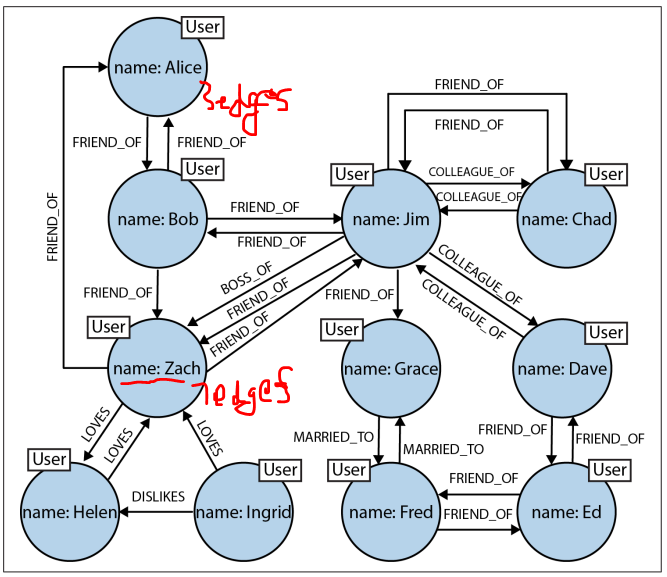 User
name: Alice
3edges
FRIEND_OF
FRIEND_OF
FRIEND_OF
FRIEND_OF
FRIEND_OF
User
name: Bob
FRIEND_OF
FRIEND_OF
User
name: Jim
COLLEAGUE_OF
COLLEAGUE_OF
User
name: Chad
FRIEND_OF
BOSS_OF
FRIEND_OF
FRIEND_OF
FRIEND_OF
COLLEAGUE_OF
COLLEAGUE_OF
User
name: Zach
7edges
User
name: Grace
User
name: Dave
LOVES
LOVES
LOVES
MARRIED_TO
MARRIED_TO
FRIEND_OF
FRIEND_OF
User
name: Helen
DISLIKES
User
name: Ingrid
User
name: Fred
FRIEND_OF
FRIEND_OF
User
name: Ed